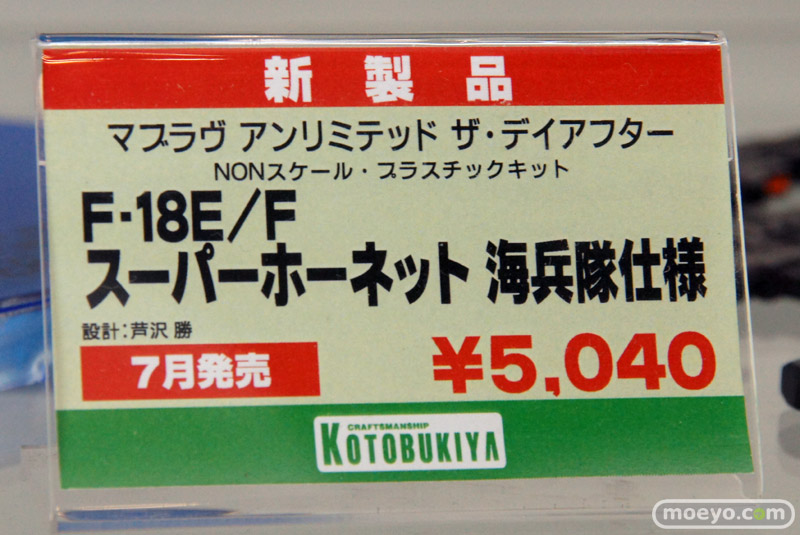 新製品
マブラヴ アンリミテッド ザ・デイアフター
NONスケール・プラスチックキット
F-18E/F
スーパーホーネット 海兵隊仕様
設計:芦沢 勝
7月発売
¥5,040
CRAFTSMANSHIP
KOTOBUKIYA
moeyo.com